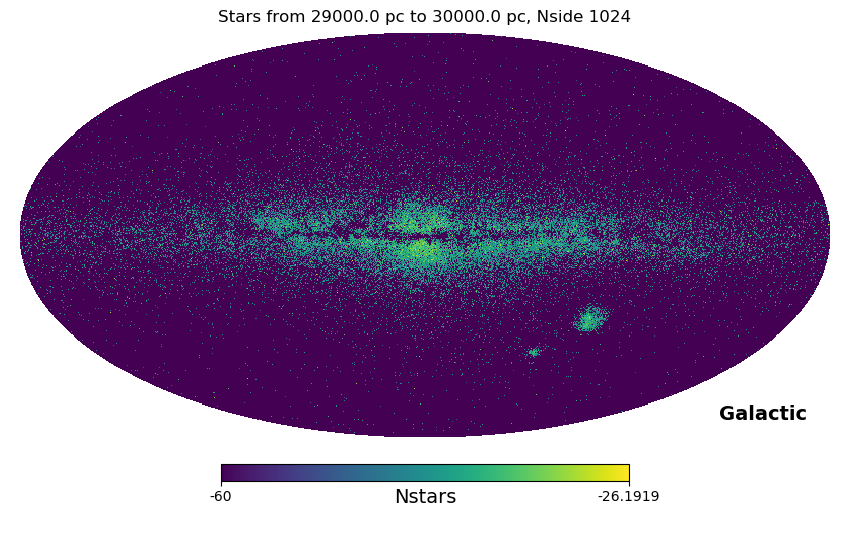 Stars from 29000.0 pc to 30000.0 pc, Nside 1024
Galactic
-60
Nstars
-26.1919